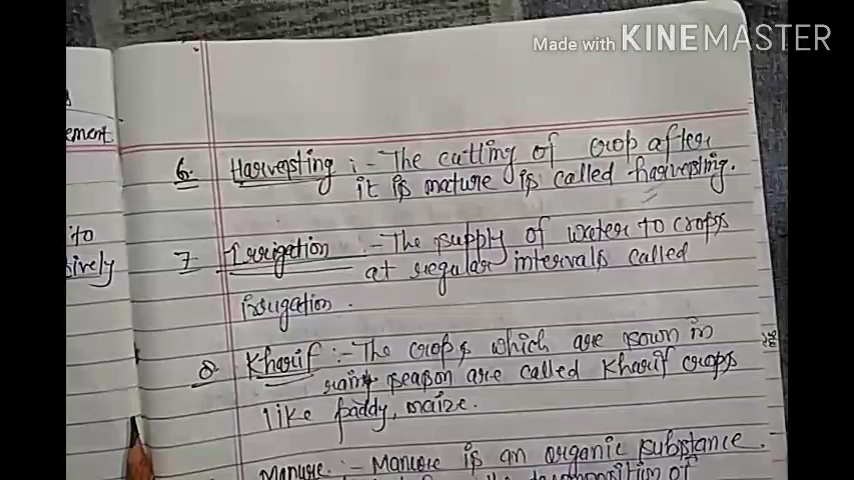 Made with KINEMASTER
ement
6. Harvesting :- The cutting of crop after
it is mature is called harvesting.
to
sively
7 Irrigation :- The supply of water to crops
at regular intervals called
irrigation.
8. Kharif :- The crops which are sown in
rainy season are called Kharif crops
like paddy, maize.
Manure :- Manure is an organic substance.
decomposition of